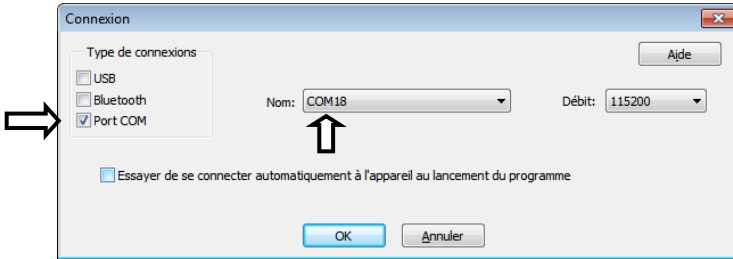 Connexion
Type de connexions
Aide
USB
Bluetooth
Nom: COM18 Débit: 115200
Port COM
Essayer de se connecter automatiquement à l'appareil au lancement du programme
OK Annuler